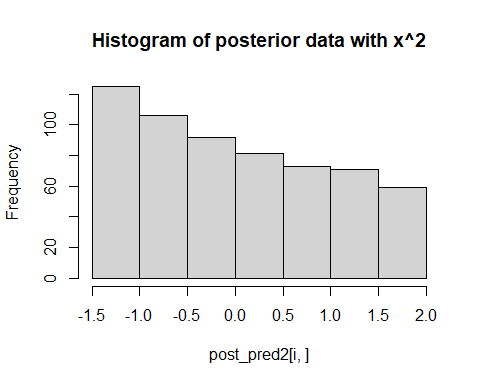 Histogram of posterior data with x^2
Frequency
100
60
20
0
-1.5 -1.0 -0.5 0.0 0.5 1.0 1.5 2.0
post_pred2[i, ]